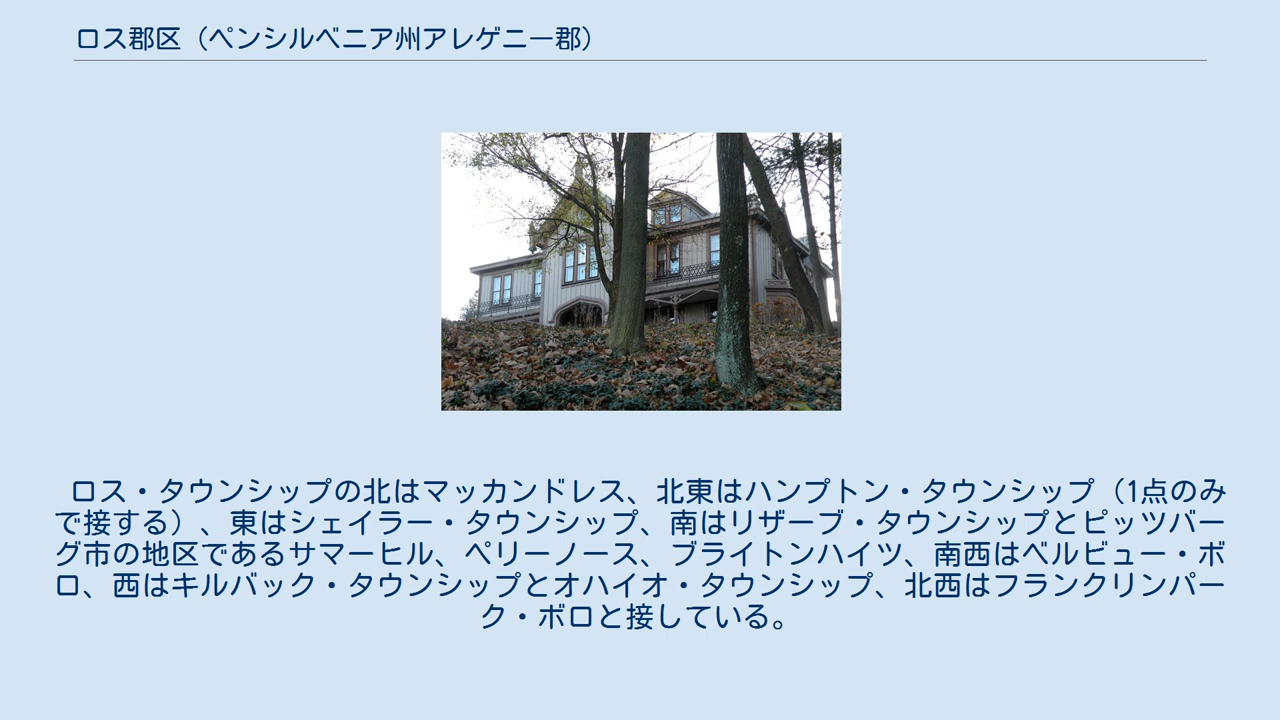 ロス郡区（ペンシルベニア州アレゲニー郡）
ロス・タウンシップの北はマッカンドレス、北東はハンプトン・タウンシップ（1点のみ
で接する）、東はシェイラー・タウンシップ、南はリザーブ・タウンシップとピッツバー
グ市の地区であるサマーヒル、ペリーノース、ブライトンハイツ、南西はベルビュー・ボ
ロ、西はキルバック・タウンシップとオハイオ・タウンシップ、北西はフランクリンパー
ク・ボロと接している。